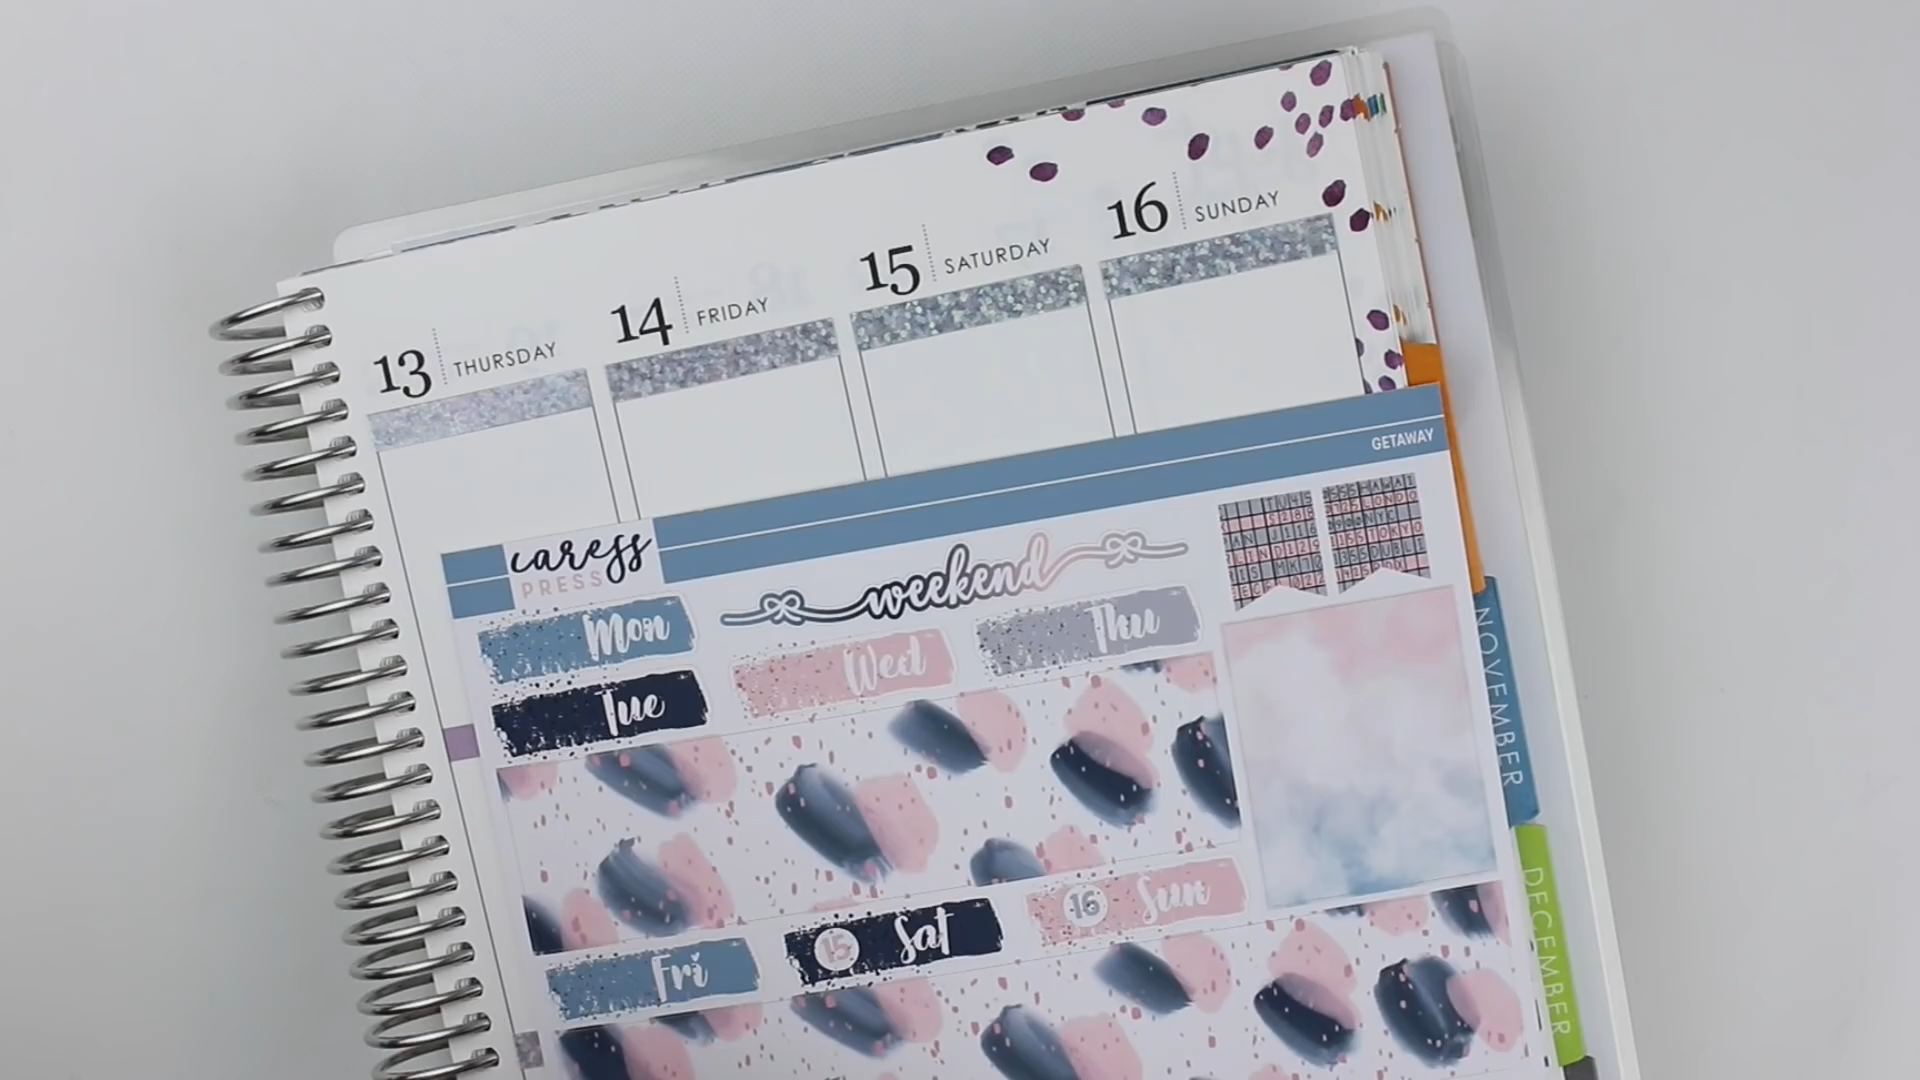 13 THURSDAY
14 FRIDAY
15 SATURDAY
16 SUNDAY
GETAWAY
caress
PRESS
weekend
Mon
Tue
Wed
Thu
Fri
15 Sat
16 Sun
NOVEMBER
DECEMBER